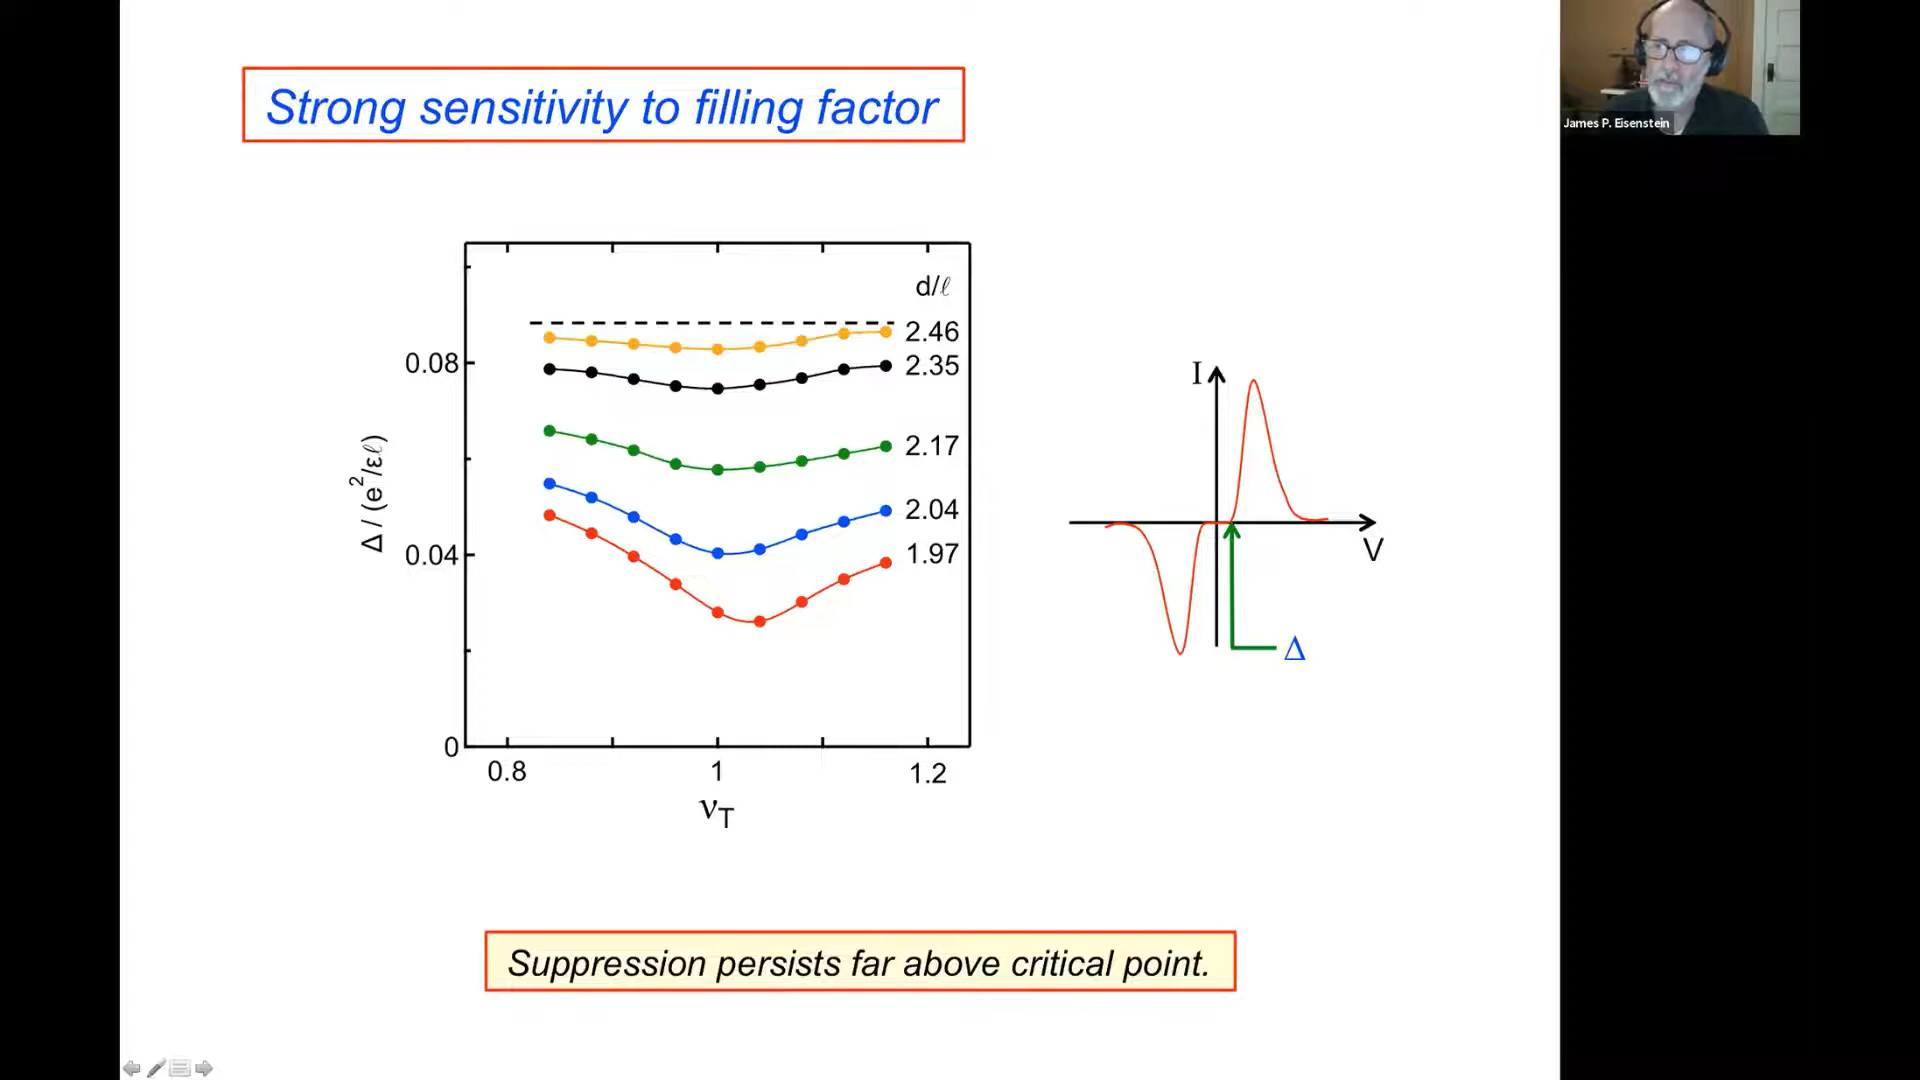 Strong sensitivity to filling factor
James P. Eisenstein
d/ℓ
2.46
2.35
2.17
2.04
1.97
0.08
0.04
0
Δ / (e²/εℓ)
0.8
1
1.2
νT
I
V
Δ
Suppression persists far above critical point.